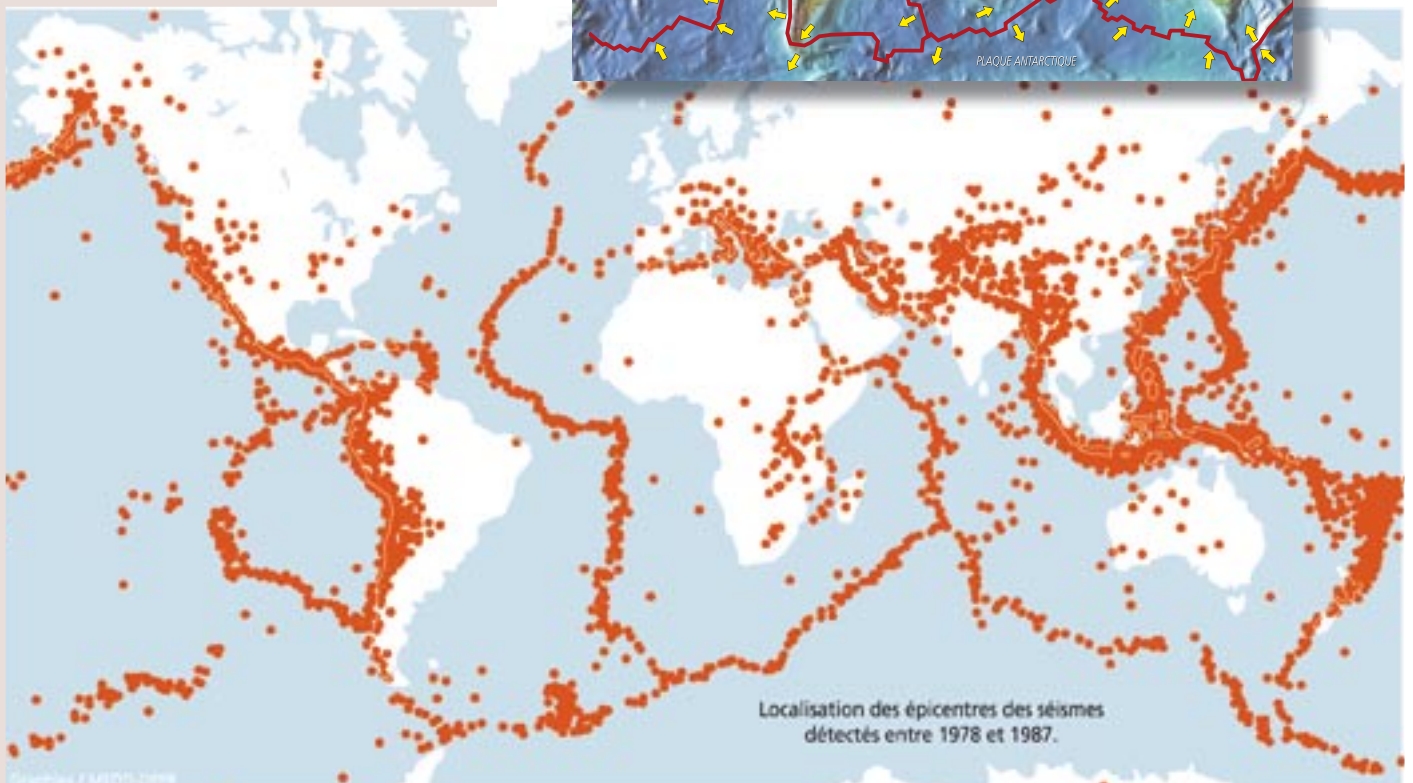 PLAQUE ANTARCTIQUE
Localisation des épicentres des séismes
détectés entre 1978 et 1987.